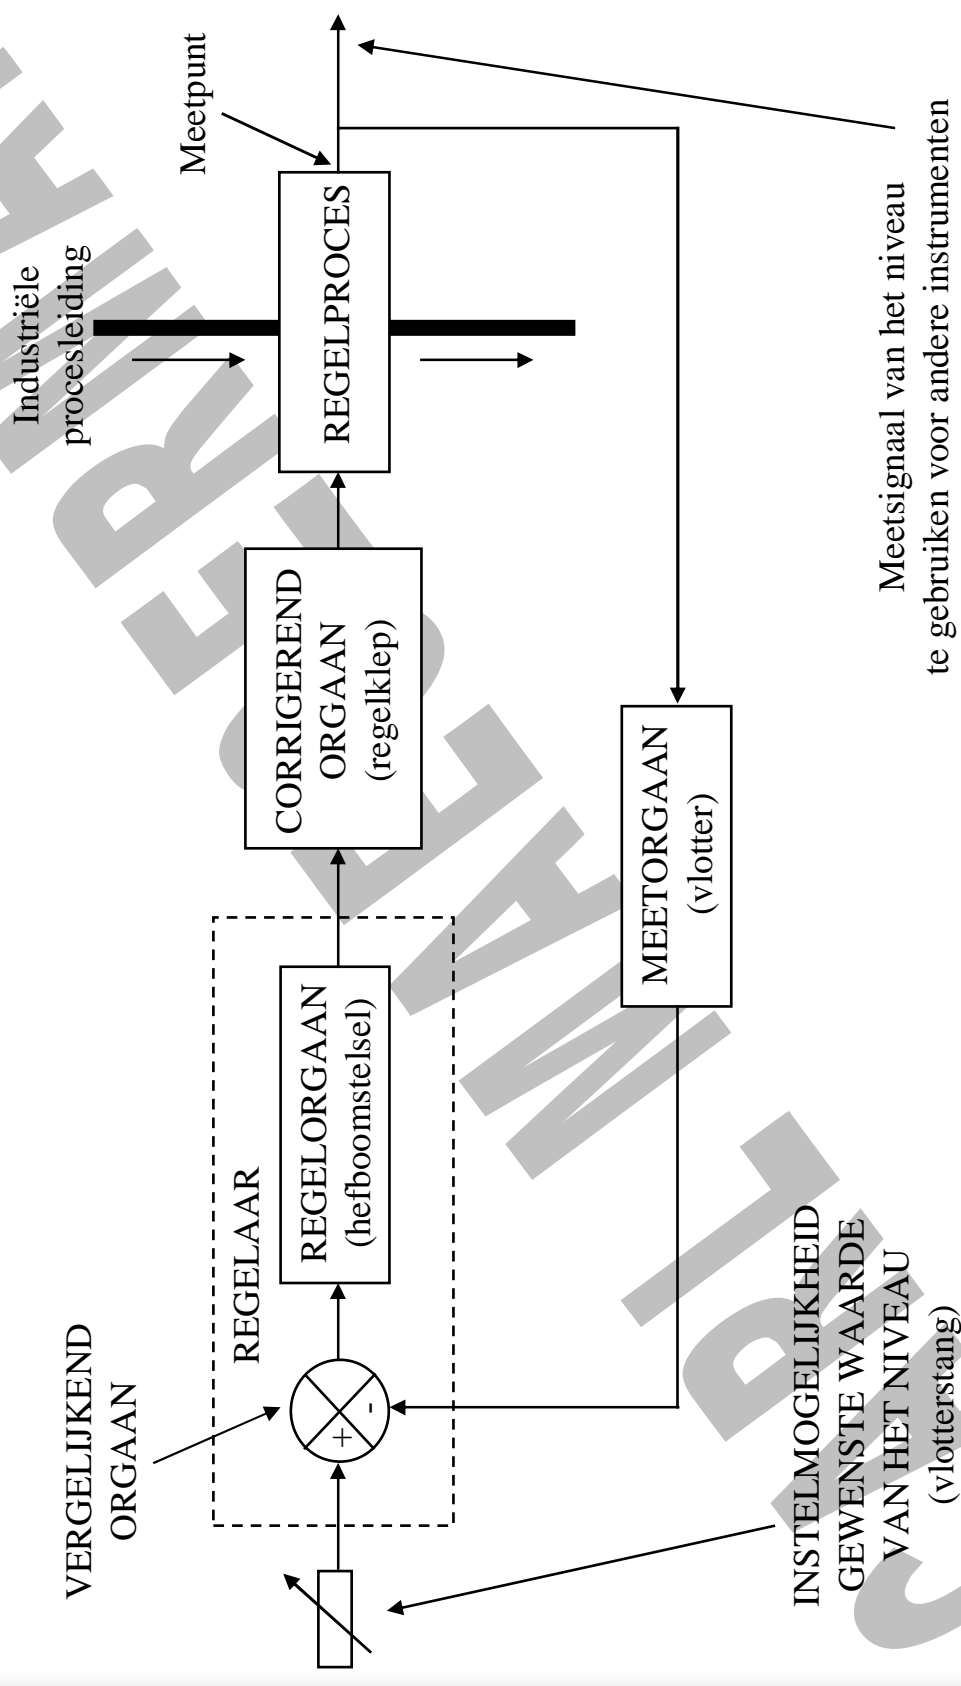 VERGELIJKEND
ORGAAN
REGELAAR
+
-
REGELORGAAN
(hefboomstelsel)
CORRIGEREND
ORGAAN
(regelklep)
Industriële
procesleiding
REGELPROCES
Meetpunt
MEETORGAAN
(vlotter)
INSTELMOGELIJKHEID
GEWENSTE WAARDE
VAN HET NIVEAU
(vlotterstang)
Meetsignaal van het niveau
te gebruiken voor andere instrumenten